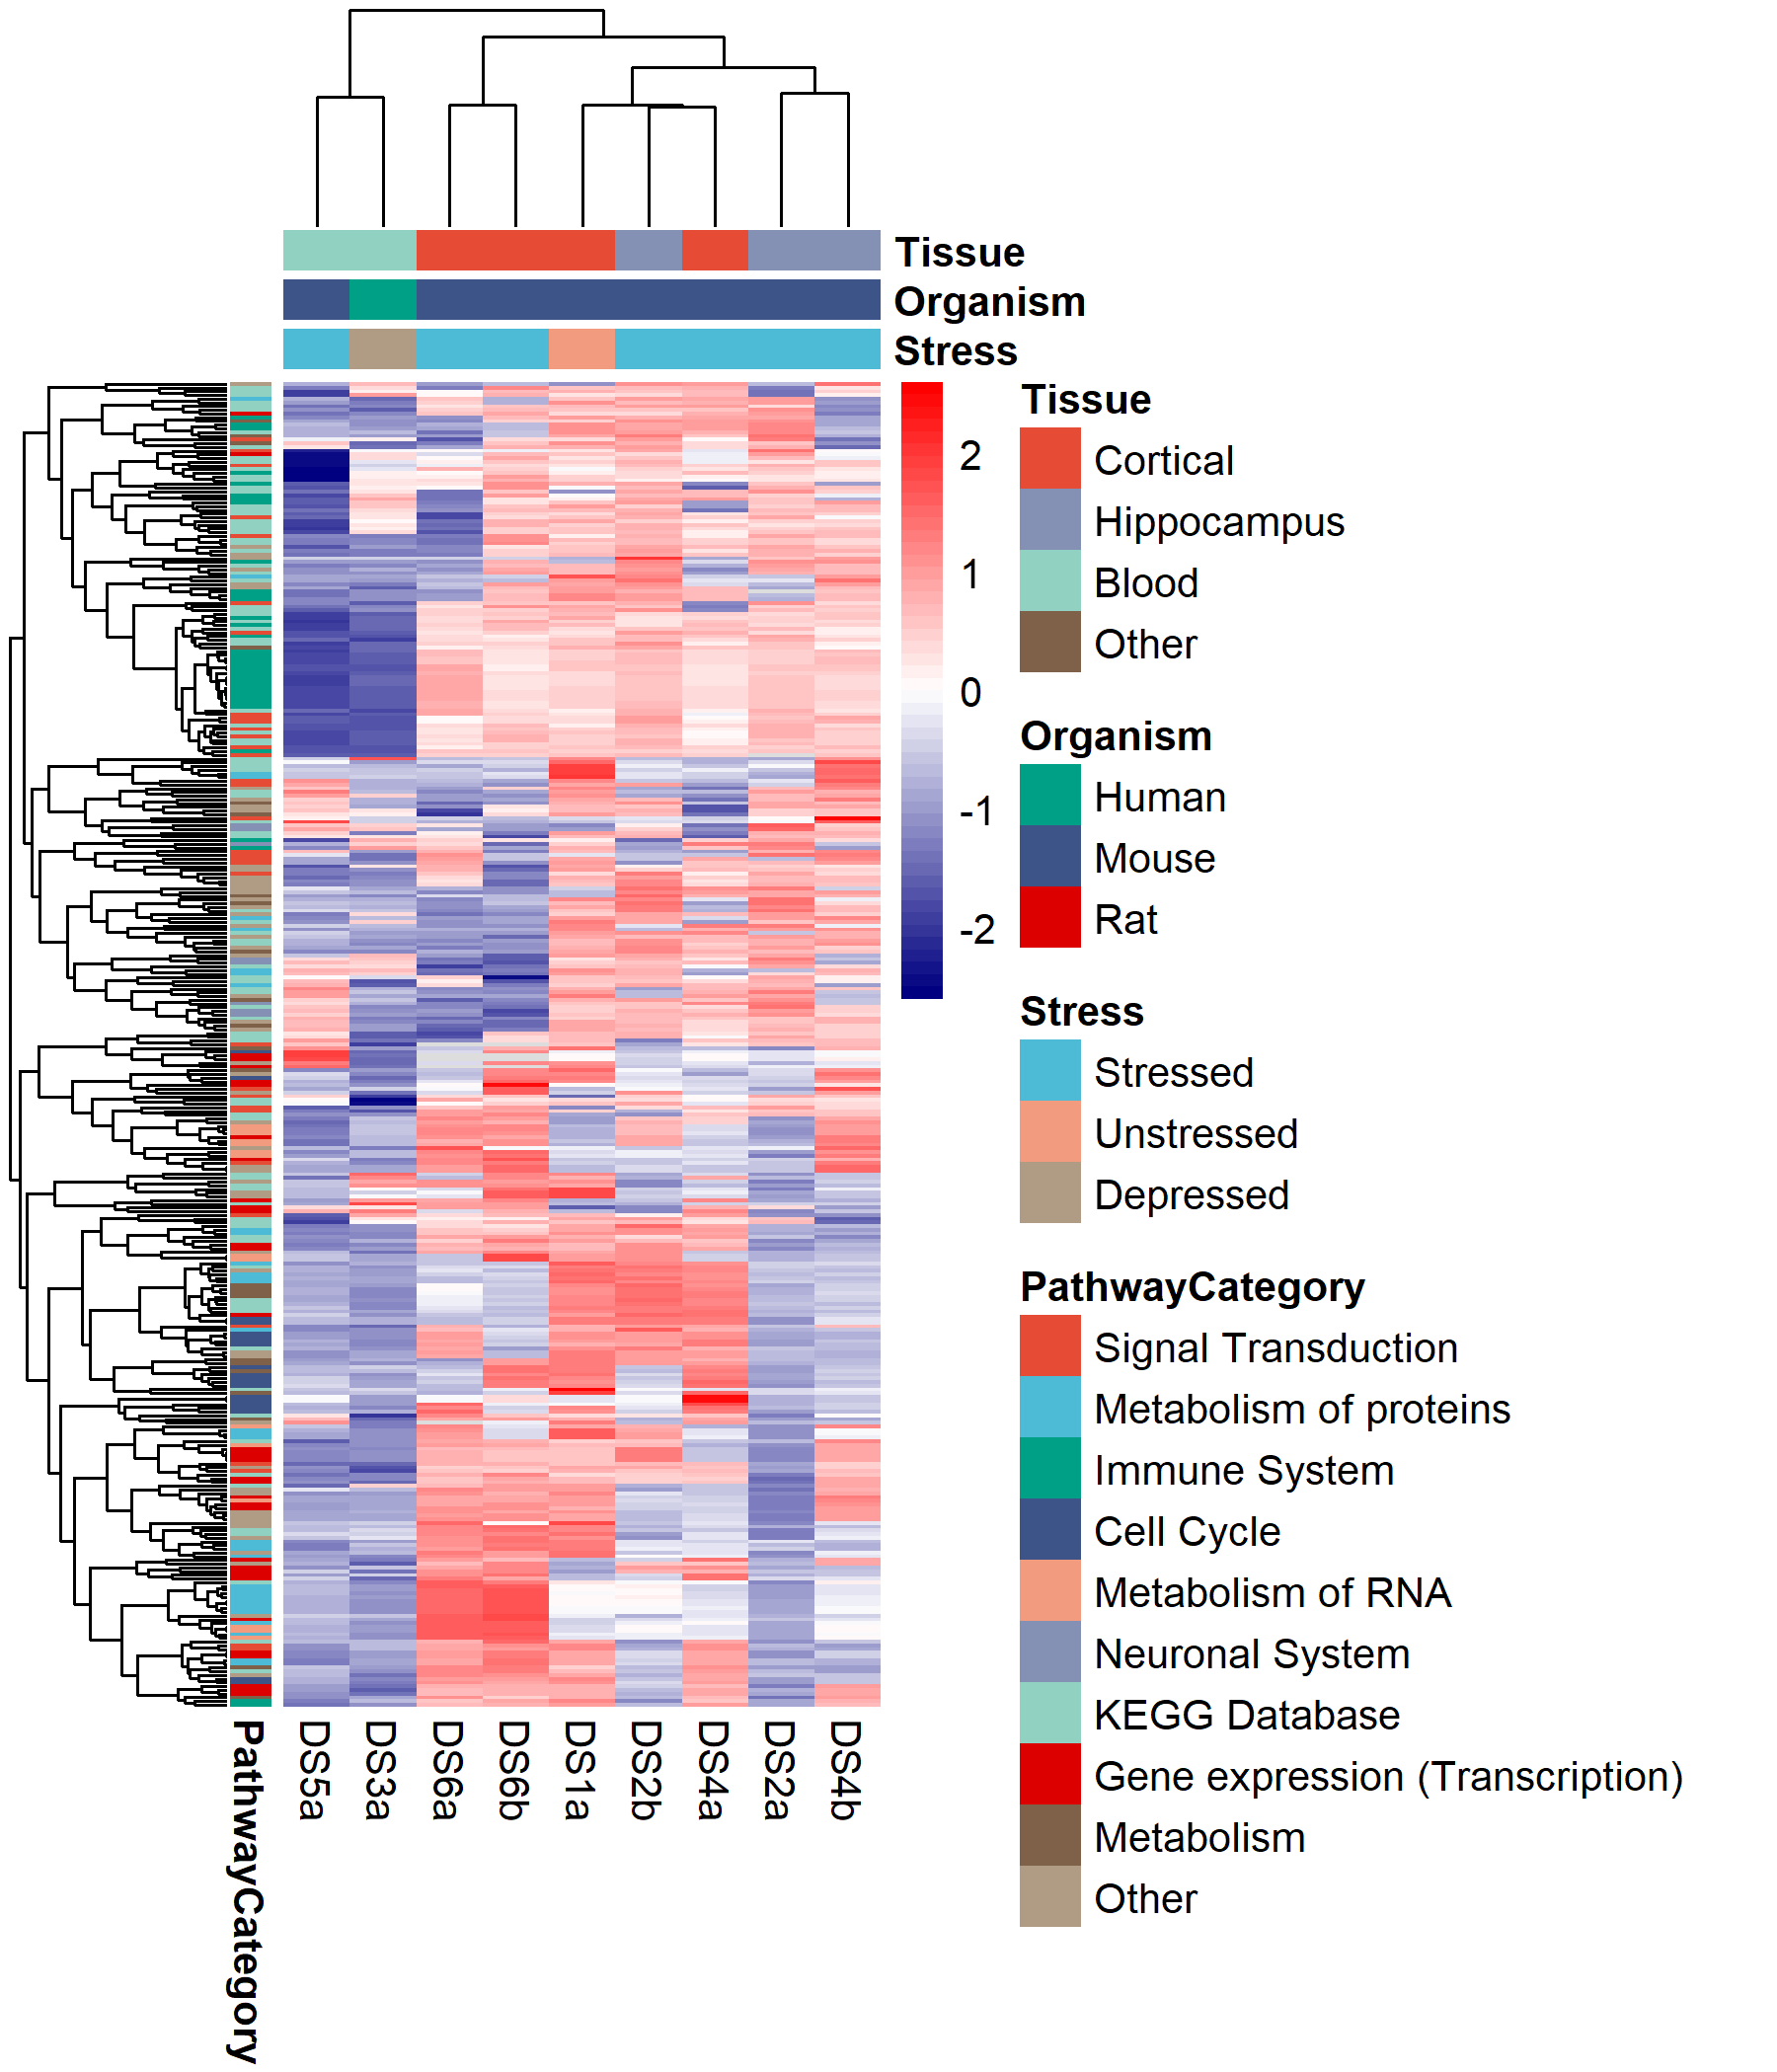 Tissue
Organism
Stress
2
1
0
-1
-2
Tissue
Cortical
Hippocampus
Blood
Other
Organism
Human
Mouse
Rat
Stress
Stressed
Unstressed
Depressed
PathwayCategory
Signal Transduction
Metabolism of proteins
Immune System
Cell Cycle
Metabolism of RNA
Neuronal System
KEGG Database
Gene expression (Transcription)
Metabolism
Other
PathwayCategory
DS5a
DS3a
DS6a
DS6b
DS1a
DS2b
DS4a
DS2a
DS4b